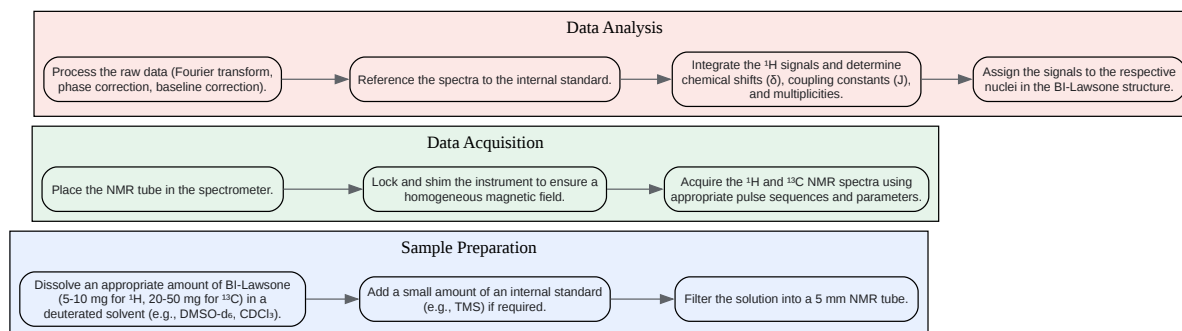 Data Analysis
Process the raw data (Fourier transform,
phase correction, baseline correction).
Reference the spectra to the internal standard.
Integrate the ¹H signals and determine
chemical shifts (δ), coupling constants (J),
and multiplicities.
Assign the signals to the respective
nuclei in the BI-Lawsone structure.
Data Acquisition
Place the NMR tube in the spectrometer.
Lock and shim the instrument to ensure a
homogeneous magnetic field.
Acquire the ¹H and ¹³C NMR spectra using
appropriate pulse sequences and parameters.
Sample Preparation
Dissolve an appropriate amount of BI-Lawsone
(5-10 mg for ¹H, 20-50 mg for ¹³C) in a
deuterated solvent (e.g., DMSO-d₆, CDCl₃).
Add a small amount of an internal standard
(e.g., TMS) if required.
Filter the solution into a 5 mm NMR tube.